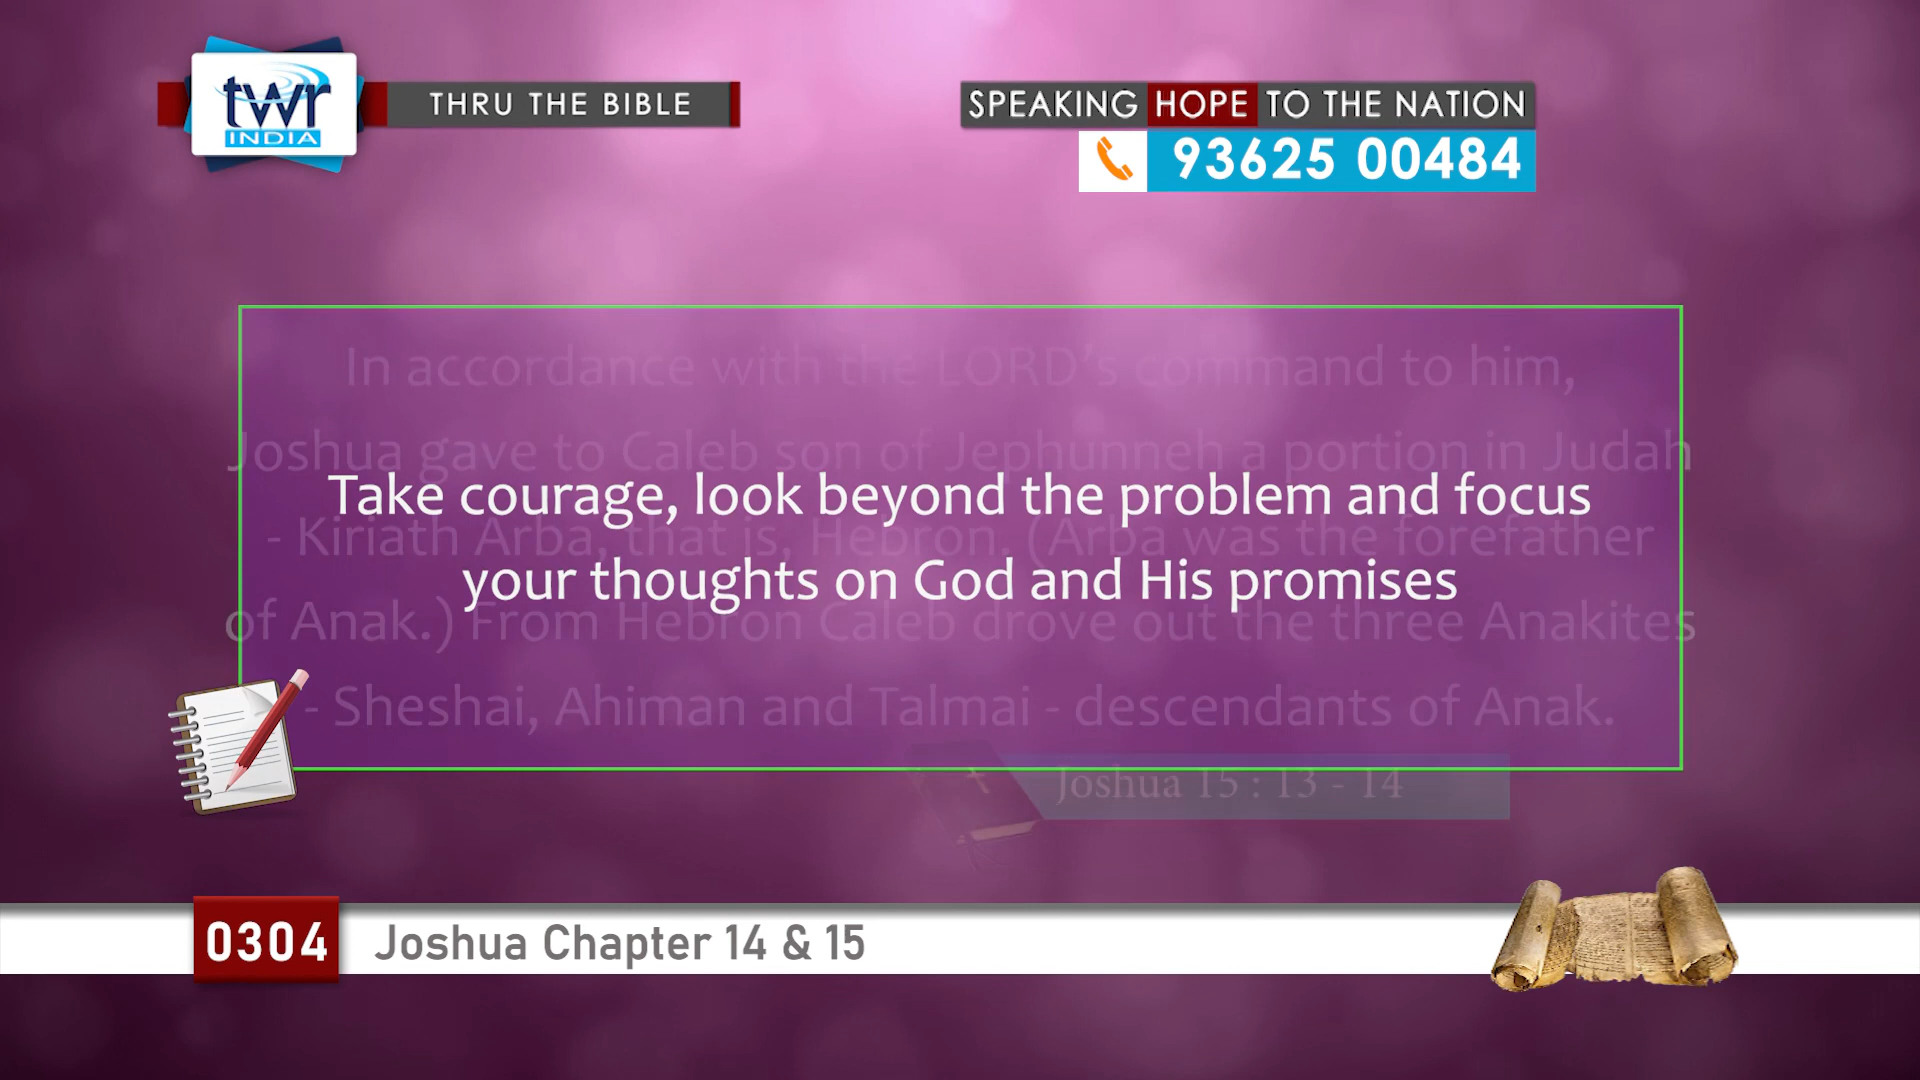 twr
INDIA
THRU THE BIBLE
SPEAKING HOPE TO THE NATION
93625 00484
In accordance with the LORD's command to him,
Joshua gave to Caleb son of Jephunneh a portion in Judah
Take courage, look beyond the problem and focus
- Kiriath Arba, that is, Hebron. (Arba was the forefather
your thoughts on God and His promises
of Anak.) From Hebron Caleb drove out the three Anakites
- Sheshai, Ahiman and Talmai - descendants of Anak.
Joshua 15 : 13 - 14
0304
Joshua Chapter 14 & 15